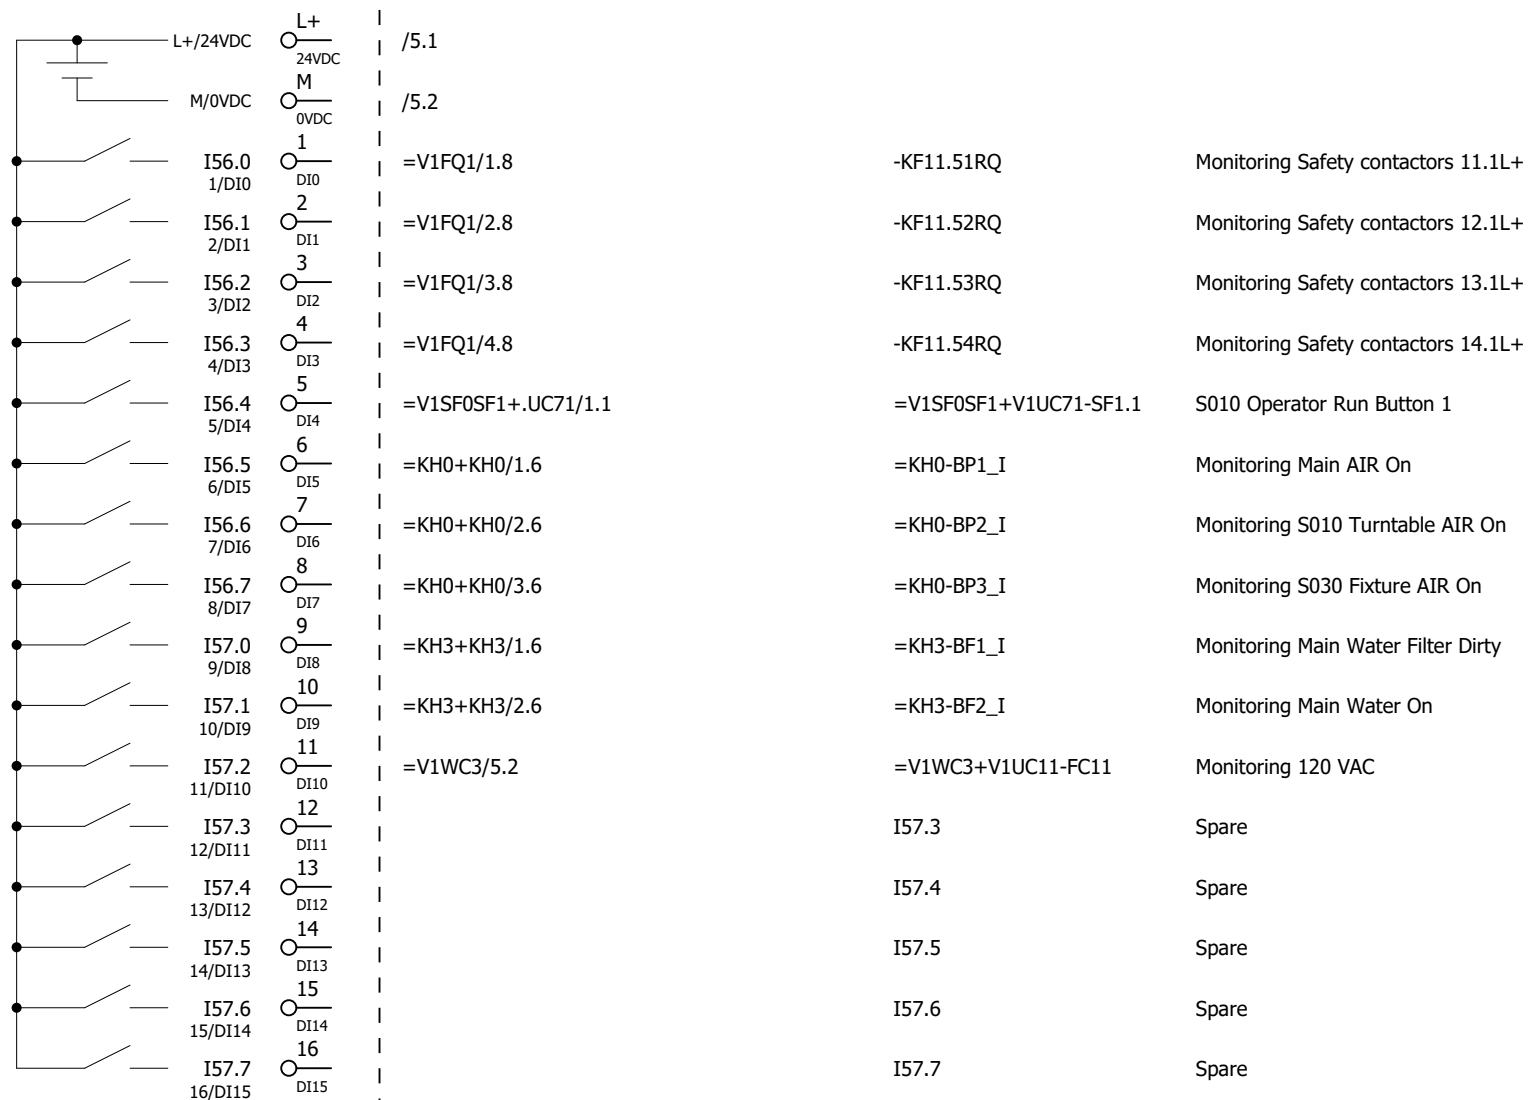 L+
L+/24VDC /5.1
24VDC
M
M/0VDC /5.2
0VDC
1
I56.0 =V1FQ1/1.8 -KF11.51RQ Monitoring Safety contactors 11.1L+
1/DI0 DI0
2
I56.1 =V1FQ1/2.8 -KF11.52RQ Monitoring Safety contactors 12.1L+
2/DI1 DI1
3
I56.2 =V1FQ1/3.8 -KF11.53RQ Monitoring Safety contactors 13.1L+
3/DI2 DI2
4
I56.3 =V1FQ1/4.8 -KF11.54RQ Monitoring Safety contactors 14.1L+
4/DI3 DI3
5
I56.4 =V1SF0SF1+.UC71/1.1 =V1SF0SF1+V1UC71-SF1.1 S010 Operator Run Button 1
5/DI4 DI4
6
I56.5 =KH0+KH0/1.6 =KH0-BP1_I Monitoring Main AIR On
6/DI5 DI5
7
I56.6 =KH0+KH0/2.6 =KH0-BP2_I Monitoring S010 Turntable AIR On
7/DI6 DI6
8
I56.7 =KH0+KH0/3.6 =KH0-BP3_I Monitoring S030 Fixture AIR On
8/DI7 DI7
9
I57.0 =KH3+KH3/1.6 =KH3-BF1_I Monitoring Main Water Filter Dirty
9/DI8 DI8
10
I57.1 =KH3+KH3/2.6 =KH3-BF2_I Monitoring Main Water On
10/DI9 DI9
11
I57.2 =V1WC3/5.2 =V1WC3+V1UC11-FC11 Monitoring 120 VAC
11/DI10 DI10
12
I57.3 I57.3 Spare
12/DI11 DI11
13
I57.4 I57.4 Spare
13/DI12 DI12
14
I57.5 I57.5 Spare
14/DI13 DI13
15
I57.6 I57.6 Spare
15/DI14 DI14
16
I57.7 I57.7 Spare
16/DI15 DI15